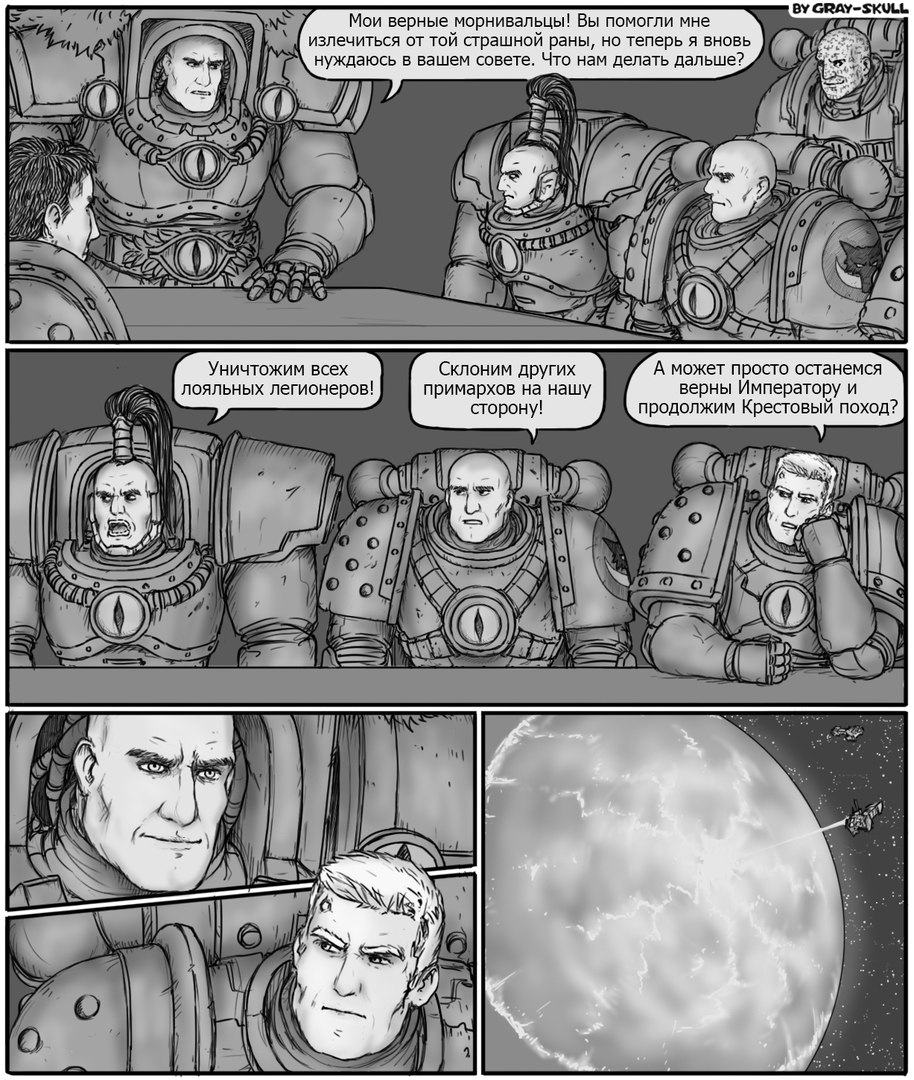 BY GRAY-SKULL
Мои верные морнивальцы! Вы помогли мне
излечиться от той страшной раны, но теперь я вновь
нуждаюсь в вашем совете. Что нам делать дальше?
Уничтожим всех
лояльных легионеров!
Склоним других
примархов на нашу
сторону!
А может просто останемся
верны Императору и
продолжим Крестовый поход?